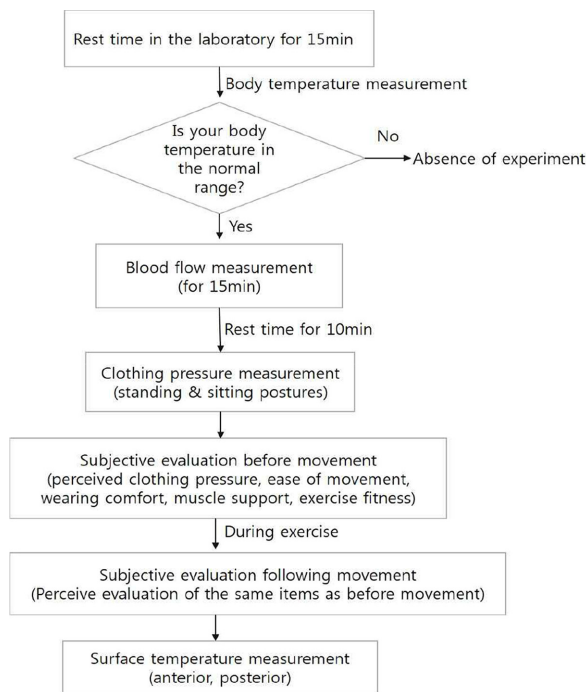 Rest time in the laboratory for 15min
Body temperature measurement
Is your body
temperature in
the normal
range?
No
Absence of experiment
Yes
Blood flow measurement
(for 15min)
Rest time for 10min
Clothing pressure measurement
(standing & sitting postures)
Subjective evaluation before movement
(perceived clothing pressure, ease of movement,
wearing comfort, muscle support, exercise fitness)
During exercise
Subjective evaluation following movement
(Perceive evaluation of the same items as before movement)
Surface temperature measurement
(anterior, posterior)